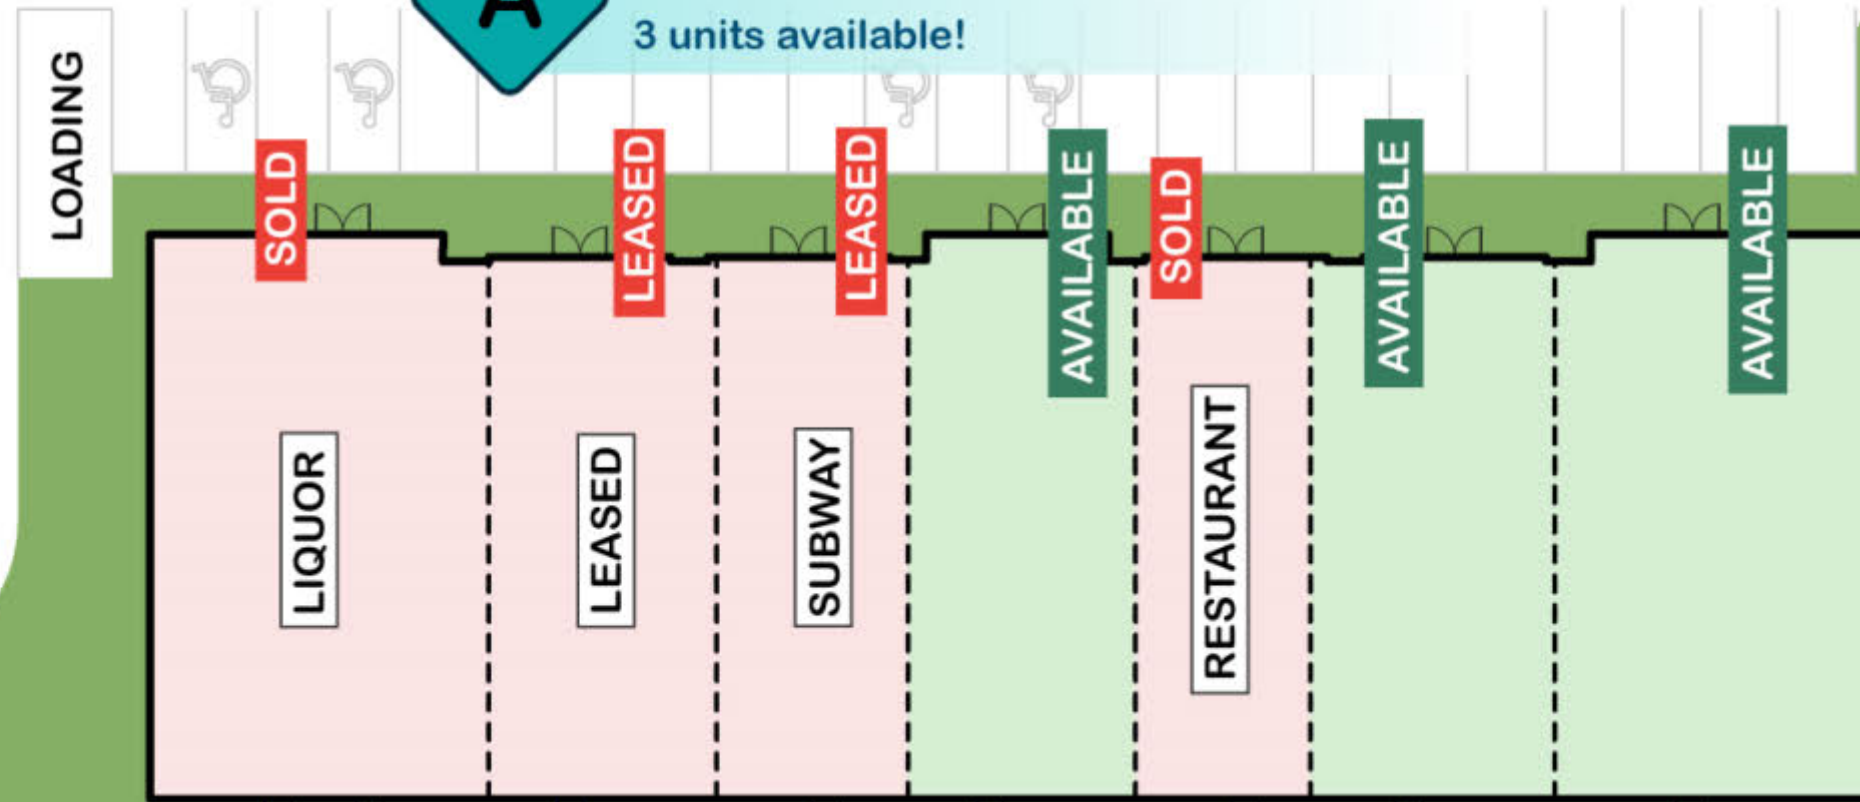 A
3 units available!
LOADING
SOLD
LEASED
LEASED
AVAILABLE
SOLD
AVAILABLE
AVAILABLE
LIQUOR
LEASED
SUBWAY
RESTAURANT